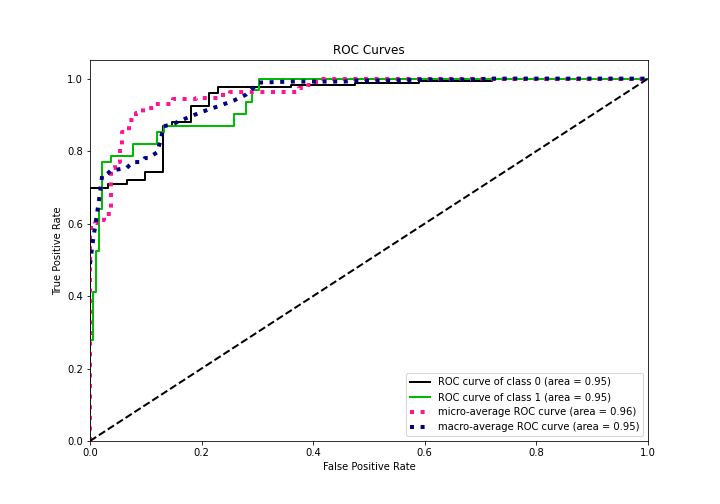 ROC Curves
True Positive Rate
1.0
0.8
0.6
0.4
0.2
0.0
0.0 0.2 0.4 0.6 0.8 1.0
False Positive Rate
ROC curve of class 0 (area = 0.95)
ROC curve of class 1 (area = 0.95)
micro-average ROC curve (area = 0.96)
macro-average ROC curve (area = 0.95)